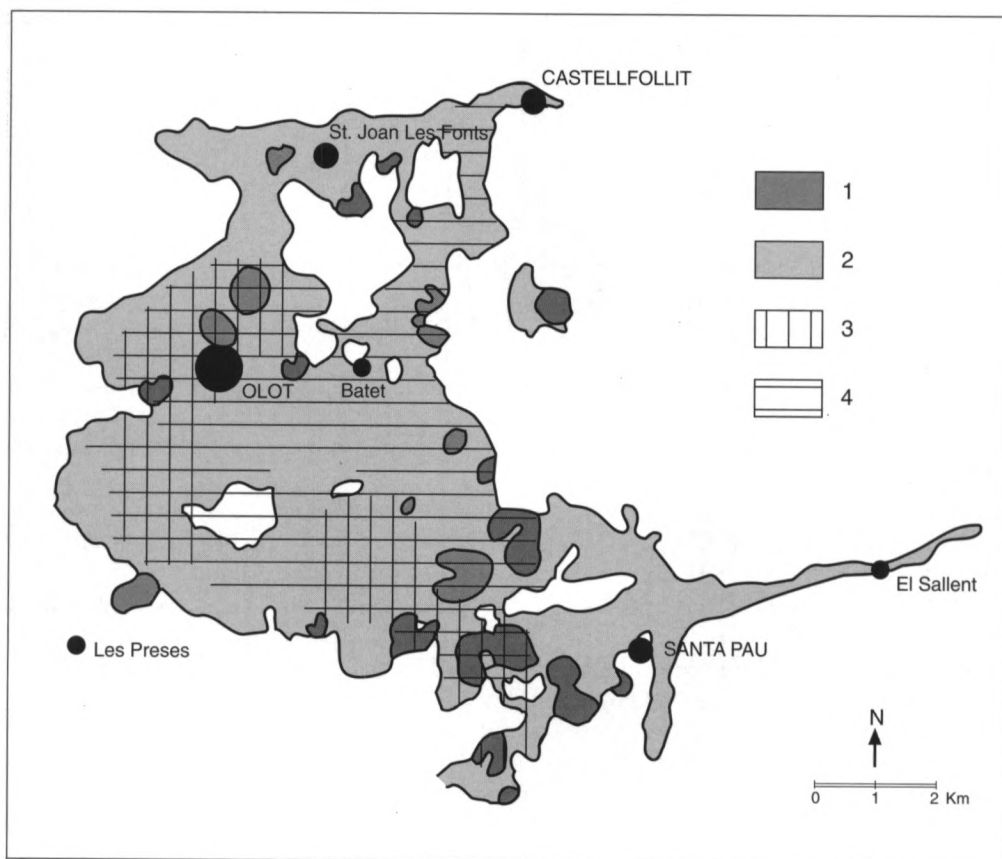 CASTELLFOLLIT
St. Joan Les Fonts
1
2
3
4
OLOT
Batet
El Sallent
Les Preses
SANTA PAU
N
0 1 2 Km